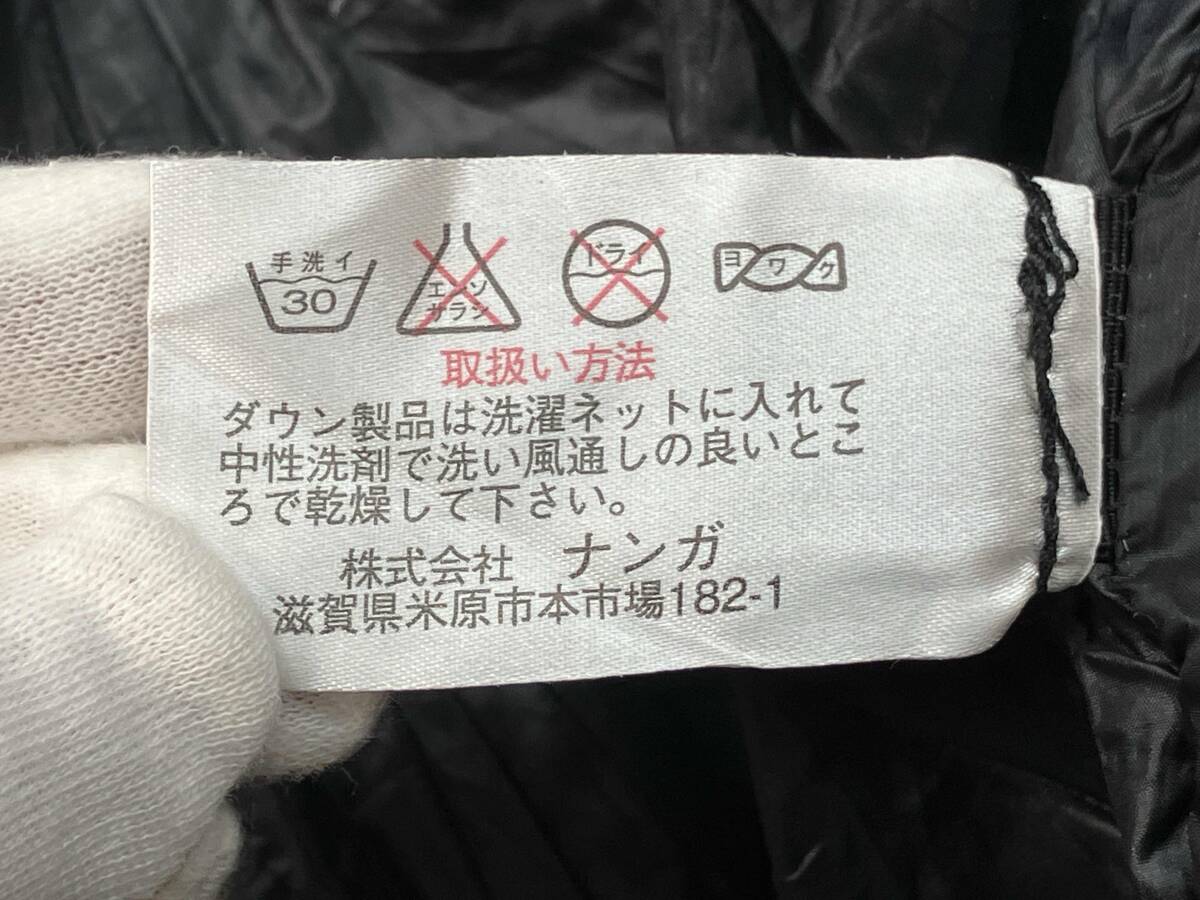 手洗イ
30
エンソ
サラシ
ドライ
ヨワク
取扱い方法
ダウン製品は洗濯ネットに入れて
中性洗剤で洗い風通しの良いとこ
ろで乾燥して下さい。
株式会社 ナンガ
滋賀県米原市本市場182-1